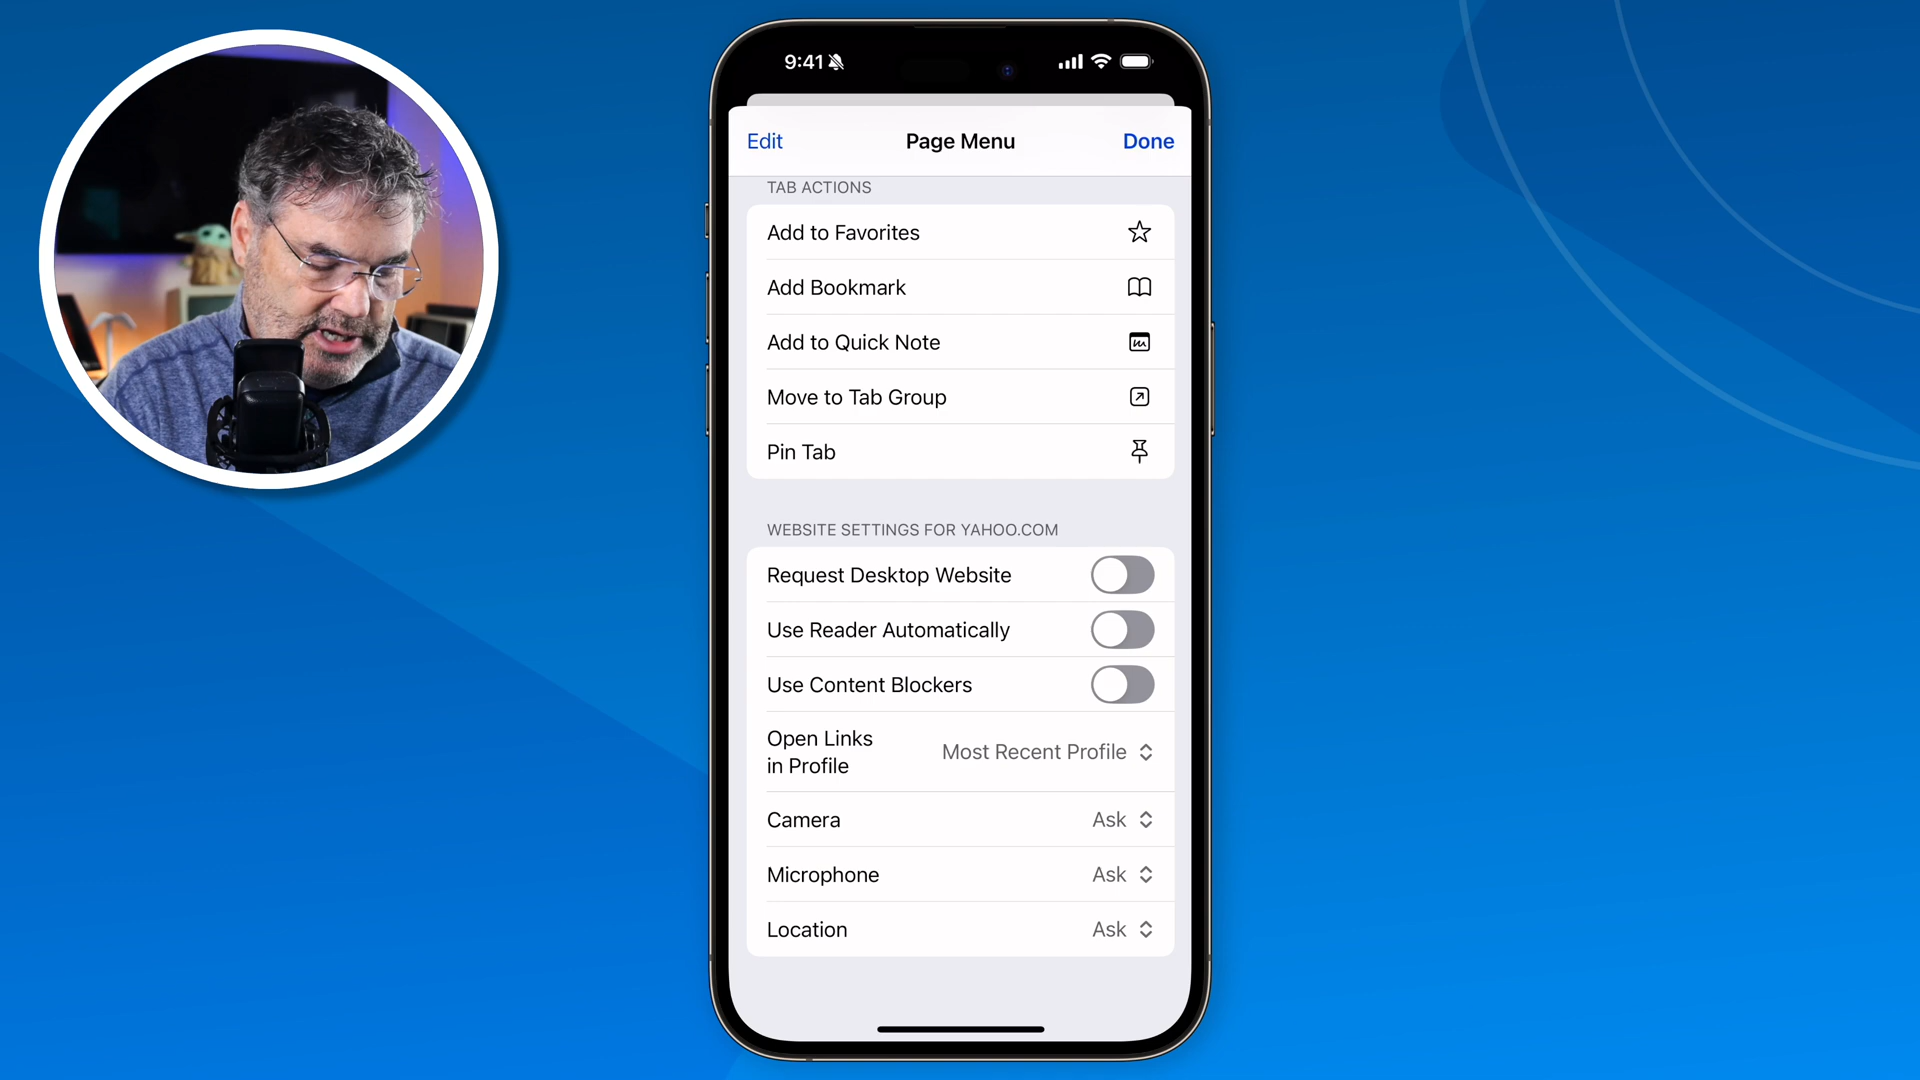 9:41
Edit
Page Menu
Done
TAB ACTIONS
Add to Favorites
Add Bookmark
Add to Quick Note
Move to Tab Group
Pin Tab
WEBSITE SETTINGS FOR YAHOO.COM
Request Desktop Website
Use Reader Automatically
Use Content Blockers
Open Links
in Profile
Most Recent Profile
Camera
Ask
Microphone
Ask
Location
Ask